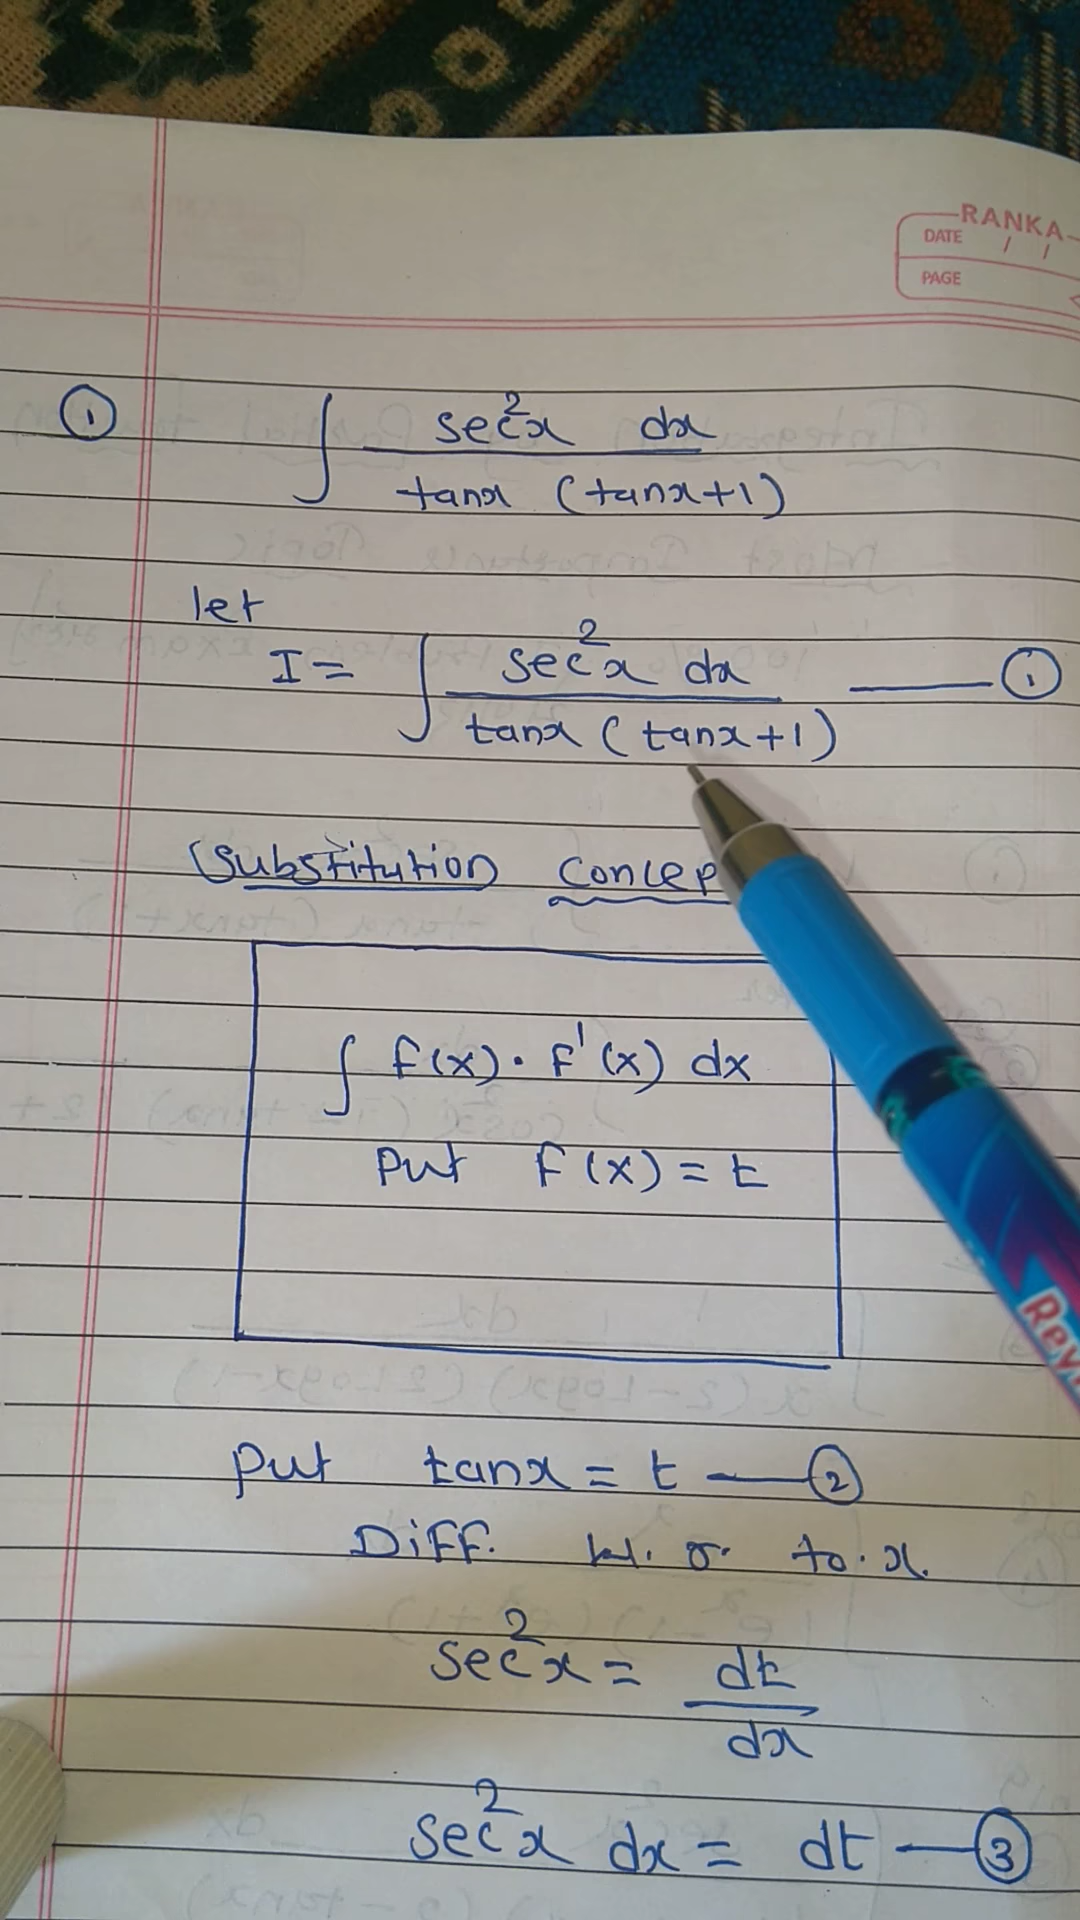 RANKA
DATE / /
PAGE
① ∫ sec²x dx / tanx (tanx+1)
let
I = ∫ sec²x dx / tanx (tanx+1) — ①
(Substitution Concep
∫ f(x) · f'(x) dx
Put f(x) = t
Put tanx = t — ②
Diff. w. r. to. x.
sec²x = dt / dx
sec²x dx = dt — ③
Rey